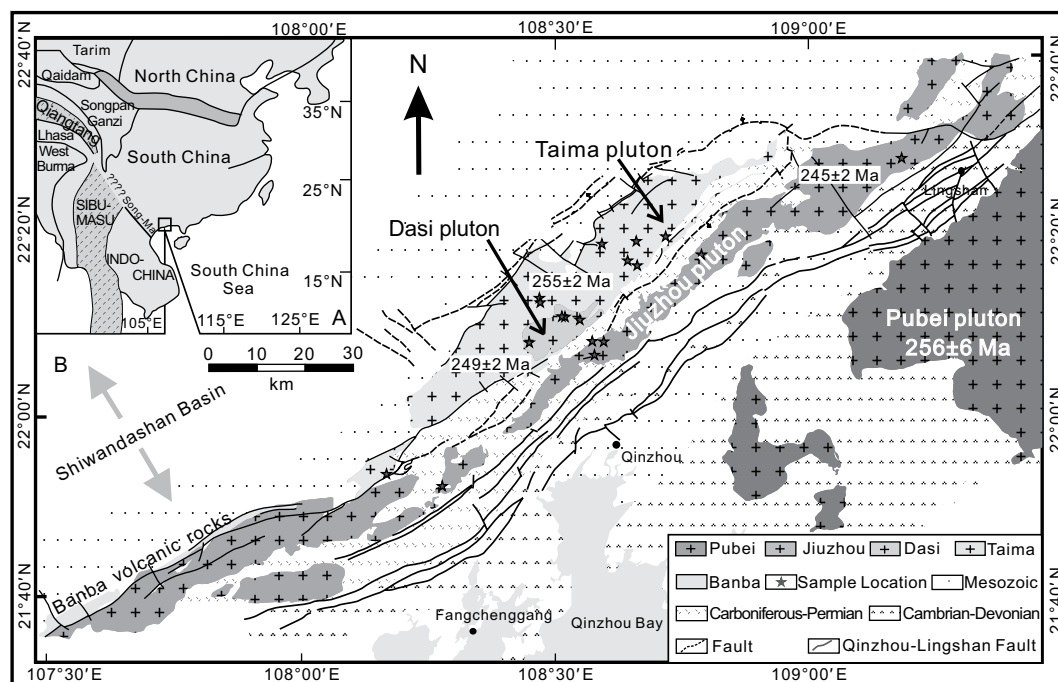 108°00′E
108°30′E
109°00′E
22°40′N
22°40′N
Tarim
Qaidam
North China
Qiangtang
Songpan
Ganzi
35°N
Lhasa
West
Burma
South China
25°N
????
Song-Ma
SIBU-
MASU
INDO-
CHINA
South China
Sea
15°N
105°E
115°E
125°E
A
N
Taima pluton
Dasi pluton
245±2 Ma
Lingshan
22°20′N
22°20′N
255±2 Ma
Jiuzhou pluton
Pubei pluton
256±6 Ma
249±2 Ma
0
10
20
30
km
B
22°00′N
22°00′N
Shiwandashan Basin
Qinzhou
Banba volcanic rocks
21°40′N
21°40′N
Fangchenggang
Qinzhou Bay
Pubei
Jiuzhou
Dasi
Taima
Banba
Sample Location
Mesozoic
Carboniferous-Permian
Cambrian-Devonian
Fault
Qinzhou-Lingshan Fault
107°30′E
108°00′E
108°30′E
109°00′E